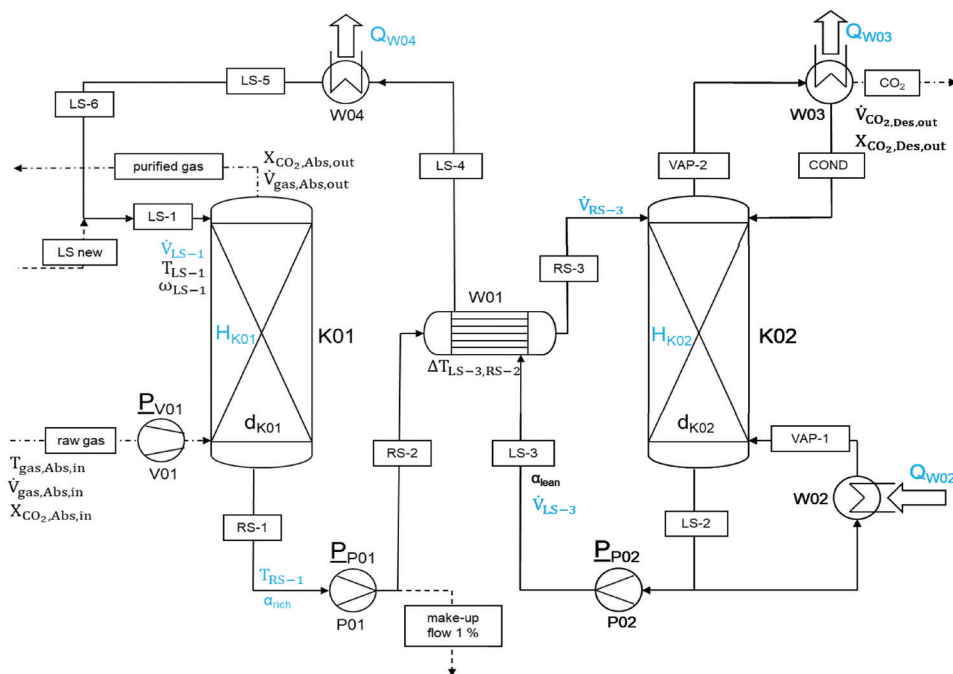 Q_W04
Q_W03
LS-5
CO₂
LS-6
W04
W03
V̇_CO₂,Des,out
X_CO₂,Des,out
purified gas
X_CO₂,Abs,out
V̇_gas,Abs,out
LS-4
VAP-2
COND
LS-1
V̇_RS−3
LS new
V̇_LS−1
T_LS−1
ω_LS−1
RS-3
W01
H_K01
K01
H_K02
K02
ΔT_LS−3,RS−2
P_V01
d_K01
d_K02
raw gas
V01
RS-2
LS-3
VAP-1
T_gas,Abs,in
V̇_gas,Abs,in
X_CO₂,Abs,in
α_lean
V̇_LS−3
W02
Q_W02
RS-1
LS-2
P_P01
P_P02
T_RS−1
α_rich
P01
P02
make-up
flow 1 %